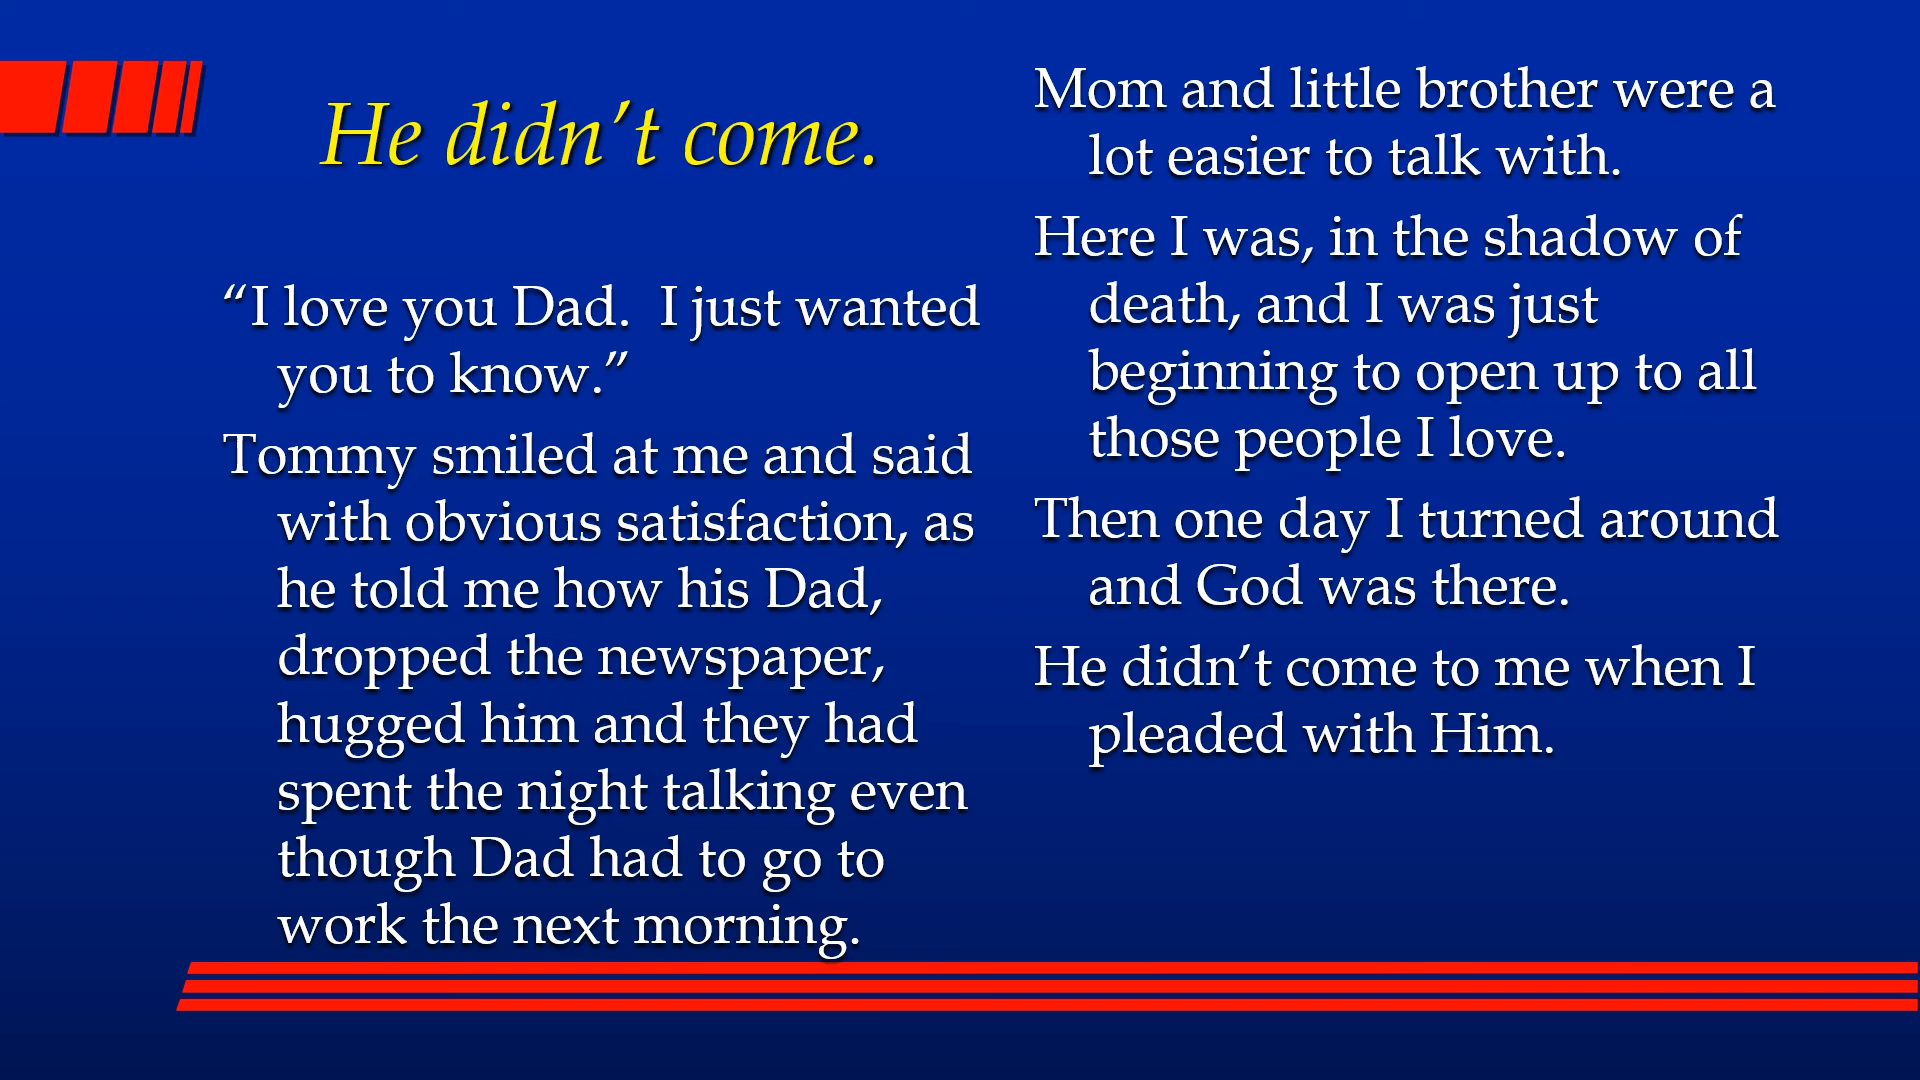 He didn’t come.
“I love you Dad.  I just wanted
you to know.”
Tommy smiled at me and said
with obvious satisfaction, as
he told me how his Dad,
dropped the newspaper,
hugged him and they had
spent the night talking even
though Dad had to go to
work the next morning.
Mom and little brother were a
lot easier to talk with.
Here I was, in the shadow of
death, and I was just
beginning to open up to all
those people I love.
Then one day I turned around
and God was there.
He didn’t come to me when I
pleaded with Him.